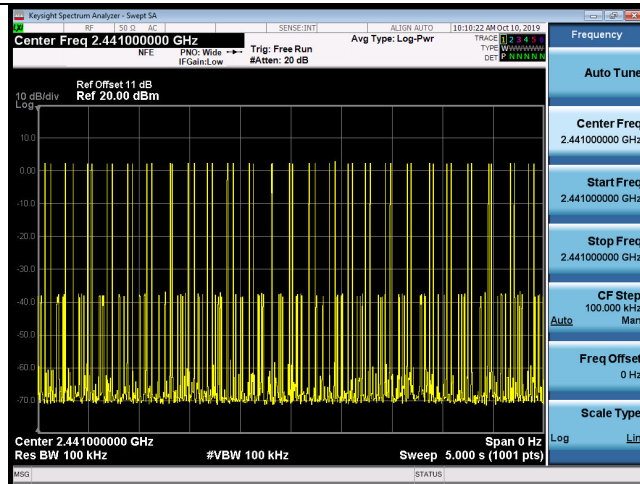 Keysight Spectrum Analyzer - Swept SA
RF 50 Ω AC SENSE:INT ALIGN AUTO 10:10:22 AM Oct 10, 2019
Center Freq 2.441000000 GHz Avg Type: Log-Pwr TRACE 1 2 3 4 5 6
NFE PNO: Wide Trig: Free Run TYPE WWWWWW
IFGain:Low #Atten: 20 dB DET P N N N N N
Ref Offset 11 dB
10 dB/div Ref 20.00 dBm
Log
10.0
0.00
-10.0
-20.0
-30.0
-40.0
-50.0
-60.0
-70.0
Center 2.441000000 GHz Span 0 Hz
Res BW 100 kHz #VBW 100 kHz Sweep 5.000 s (1001 pts)
MSG STATUS
Frequency
Auto Tune
Center Freq
2.441000000 GHz
Start Freq
2.441000000 GHz
Stop Freq
2.441000000 GHz
CF Step
100.000 kHz
Auto Man
Freq Offset
0 Hz
Scale Type
Log Lin